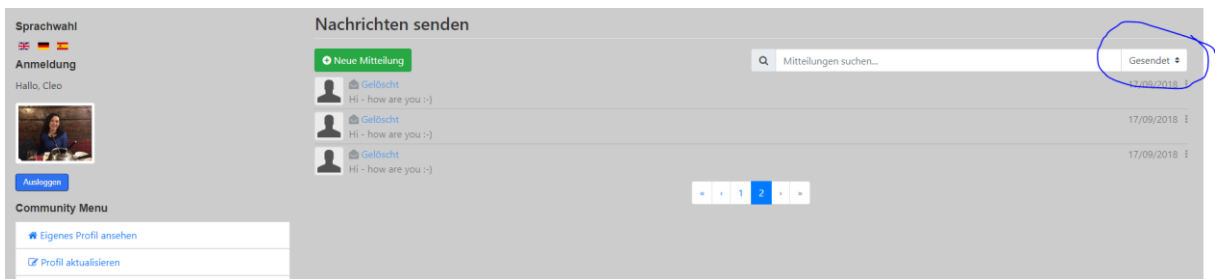 Sprachwahl
Anmeldung
Hallo, Cleo
Ausloggen
Community Menu
Eigenes Profil ansehen
Profil aktualisieren
Nachrichten senden
Neue Mitteilung
Mitteilungen suchen...
Gesendet
Gelöscht
17/09/2018
Hi - how are you :-)
Gelöscht
17/09/2018
Hi - how are you :-)
Gelöscht
17/09/2018
Hi - how are you :-)
« ‹ 1 2 › »